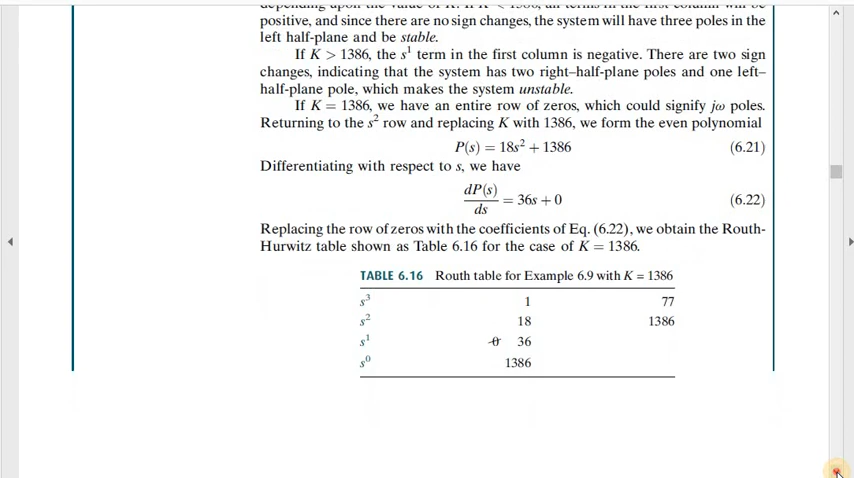 positive, and since there are no sign changes, the system will have three poles in the
left half-plane and be stable.
If K > 1386, the s¹ term in the first column is negative. There are two sign
changes, indicating that the system has two right–half-plane poles and one left–
half-plane pole, which makes the system unstable.
If K = 1386, we have an entire row of zeros, which could signify jω poles.
Returning to the s² row and replacing K with 1386, we form the even polynomial
P(s) = 18s² + 1386 (6.21)
Differentiating with respect to s, we have
dP(s)/ds = 36s + 0 (6.22)
Replacing the row of zeros with the coefficients of Eq. (6.22), we obtain the Routh-
Hurwitz table shown as Table 6.16 for the case of K = 1386.
TABLE 6.16 Routh table for Example 6.9 with K = 1386
s³ 1 77
s² 18 1386
s¹ 0 36
s⁰ 1386